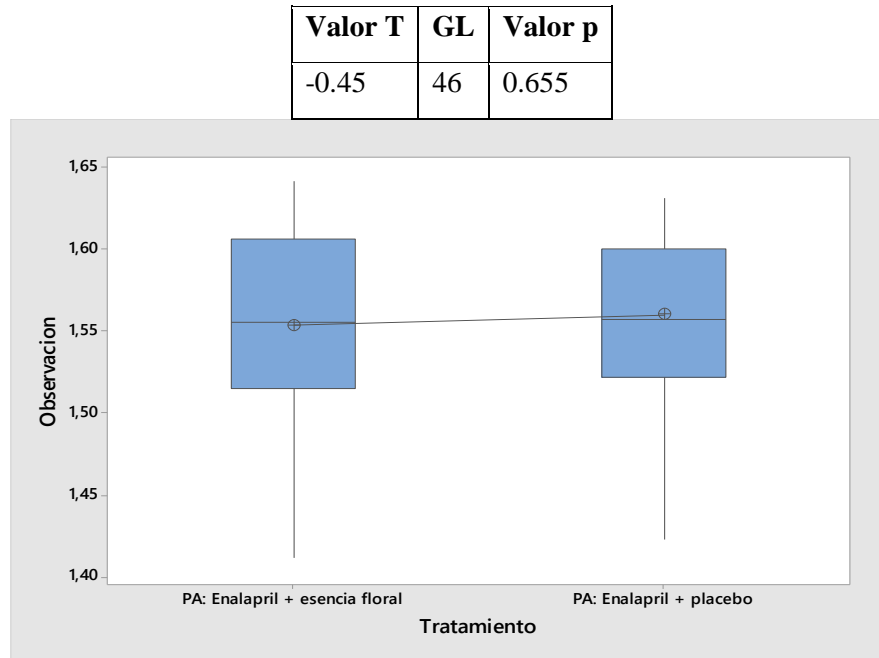 Valor T GL Valor p
-0.45 46 0.655
1,65
1,60
1,55
1,50
1,45
1,40
Observacion
PA: Enalapril + esencia floral PA: Enalapril + placebo
Tratamiento